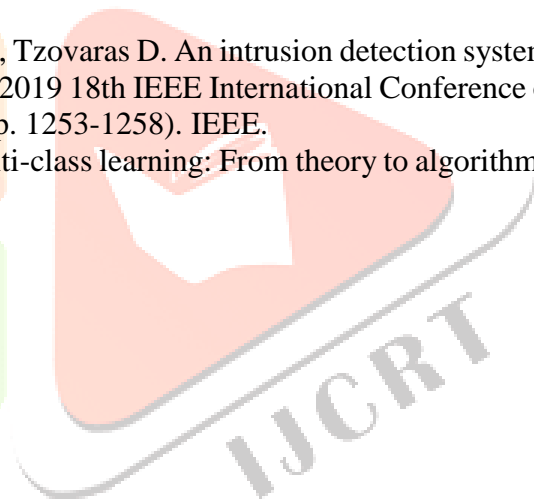 , Tzovaras D. An intrusion detection system
2019 18th IEEE International Conference
p. 1253-1258). IEEE.
ti-class learning: From theory to algorithm
IJCRT